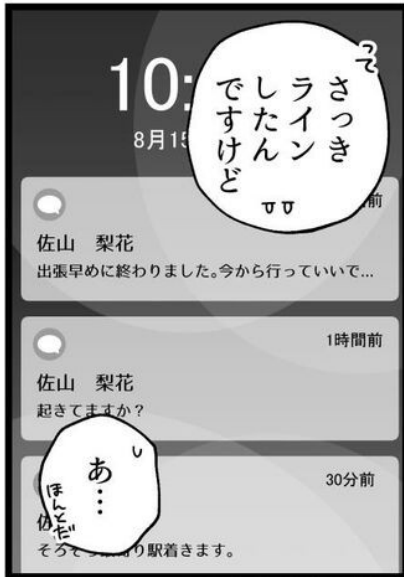 って
さっき
ライン
したん
ですけど
10:
8月15
前
佐山　梨花
出張早めに終わりました。今から行っていいで...
1時間前
佐山　梨花
起きてますか？
30分前
佐
そろそろ
り駅着きます。
あ…
ほんとだ